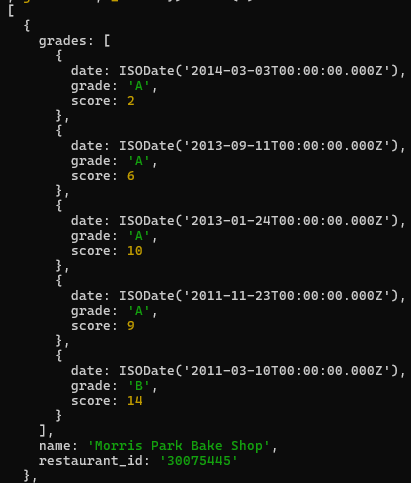 [
  {
    grades: [
      {
        date: ISODate('2014-03-03T00:00:00.000Z'),
        grade: 'A',
        score: 2
      },
      {
        date: ISODate('2013-09-11T00:00:00.000Z'),
        grade: 'A',
        score: 6
      },
      {
        date: ISODate('2013-01-24T00:00:00.000Z'),
        grade: 'A',
        score: 10
      },
      {
        date: ISODate('2011-11-23T00:00:00.000Z'),
        grade: 'A',
        score: 9
      },
      {
        date: ISODate('2011-03-10T00:00:00.000Z'),
        grade: 'B',
        score: 14
      }
    ],
    name: 'Morris Park Bake Shop',
    restaurant_id: '30075445'
  },